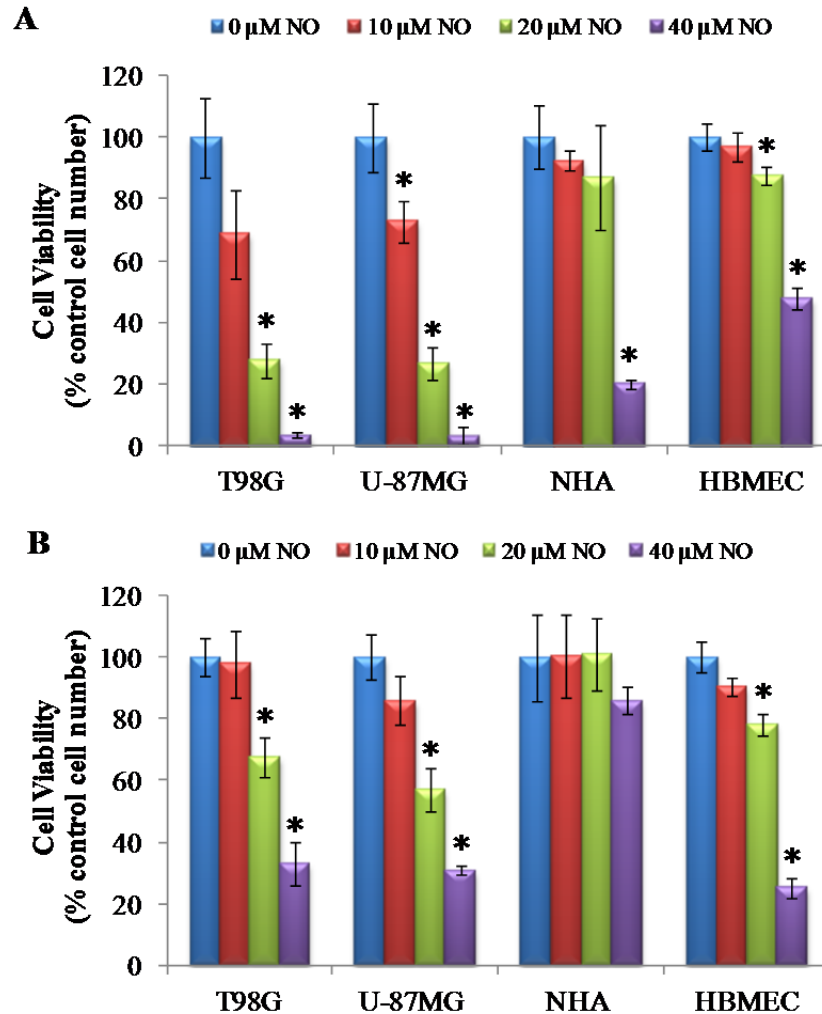 A
0 µM NO 10 µM NO 20 µM NO 40 µM NO
Cell Viability
(% control cell number)
120
100
80
60
40
20
0
*
*
*
*
*
*
*
*
T98G U-87MG NHA HBMEC
B
0 µM NO 10 µM NO 20 µM NO 40 µM NO
Cell Viability
(% control cell number)
120
100
80
60
40
20
0
*
*
*
*
*
*
T98G U-87MG NHA HBMEC